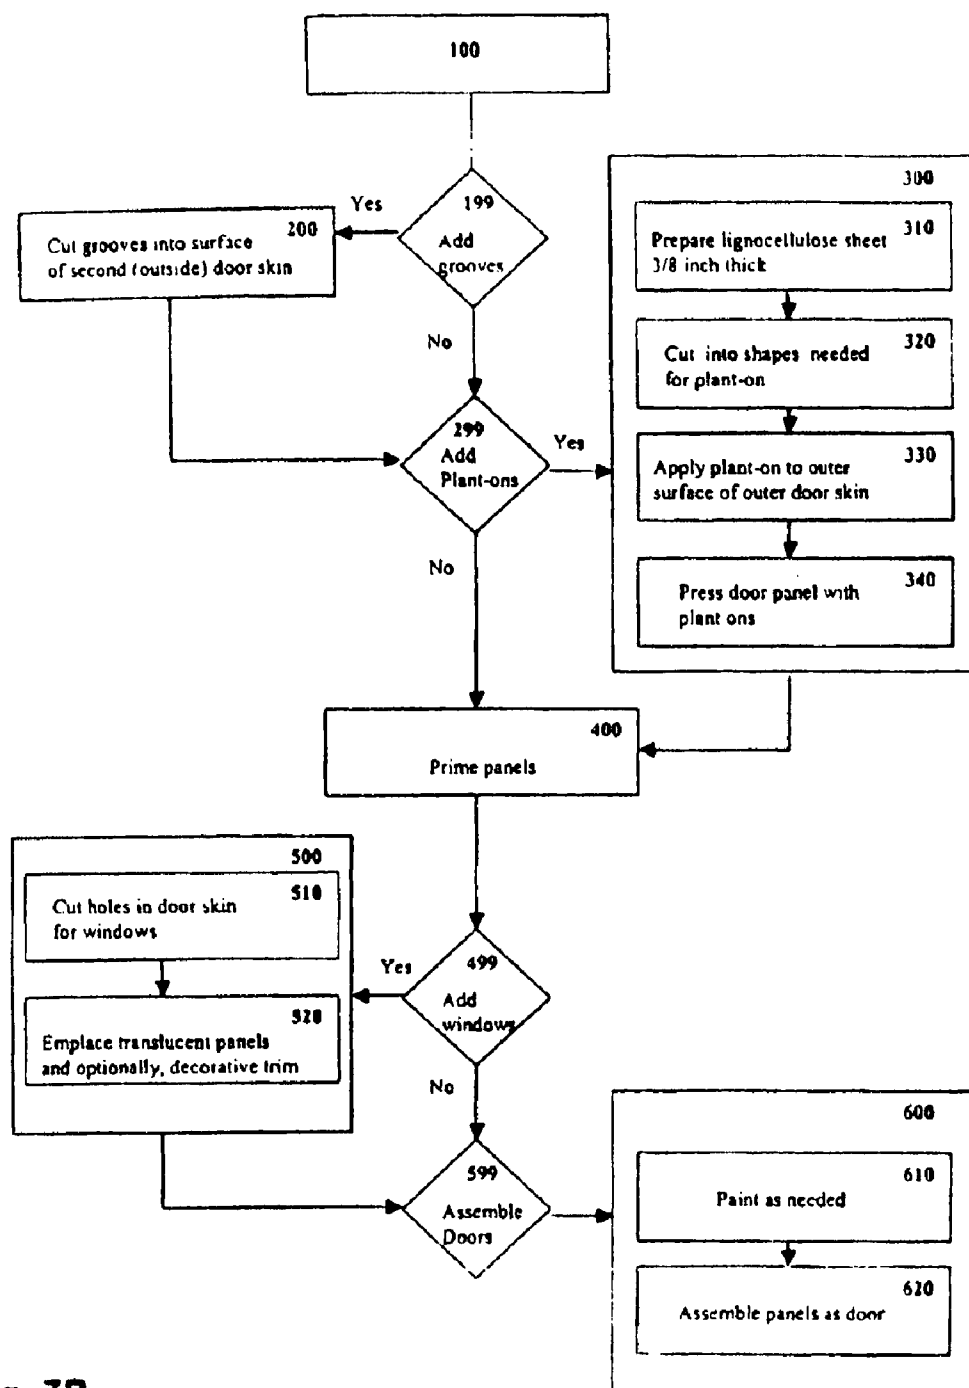 100
199
Add
grooves
Yes
200
Cut grooves into surface
of second (outside) door skin
No
299
Add
Plant-ons
Yes
300
310
Prepare lignocellulose sheet
3/8 inch thick
320
Cut into shapes needed
for plant-on
330
Apply plant-on to outer
surface of outer door skin
340
Press door panel with
plant ons
No
400
Prime panels
499
Add
windows
Yes
500
510
Cut holes in door skin
for windows
520
Emplace translucent panels
and optionally, decorative trim
No
599
Assemble
Doors
600
610
Paint as needed
620
Assemble panels as door